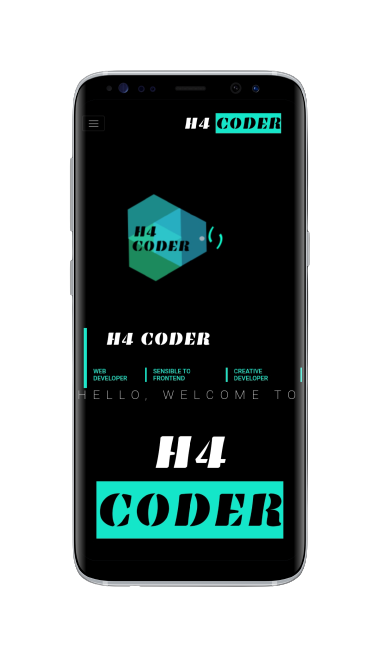 H4 CODER
H4
CODER
H4 CODER
WEB
DEVELOPER
SENSIBLE TO
FRONTEND
CREATIVE
DEVELOPER
HELLO, WELCOME TO
H4
CODER